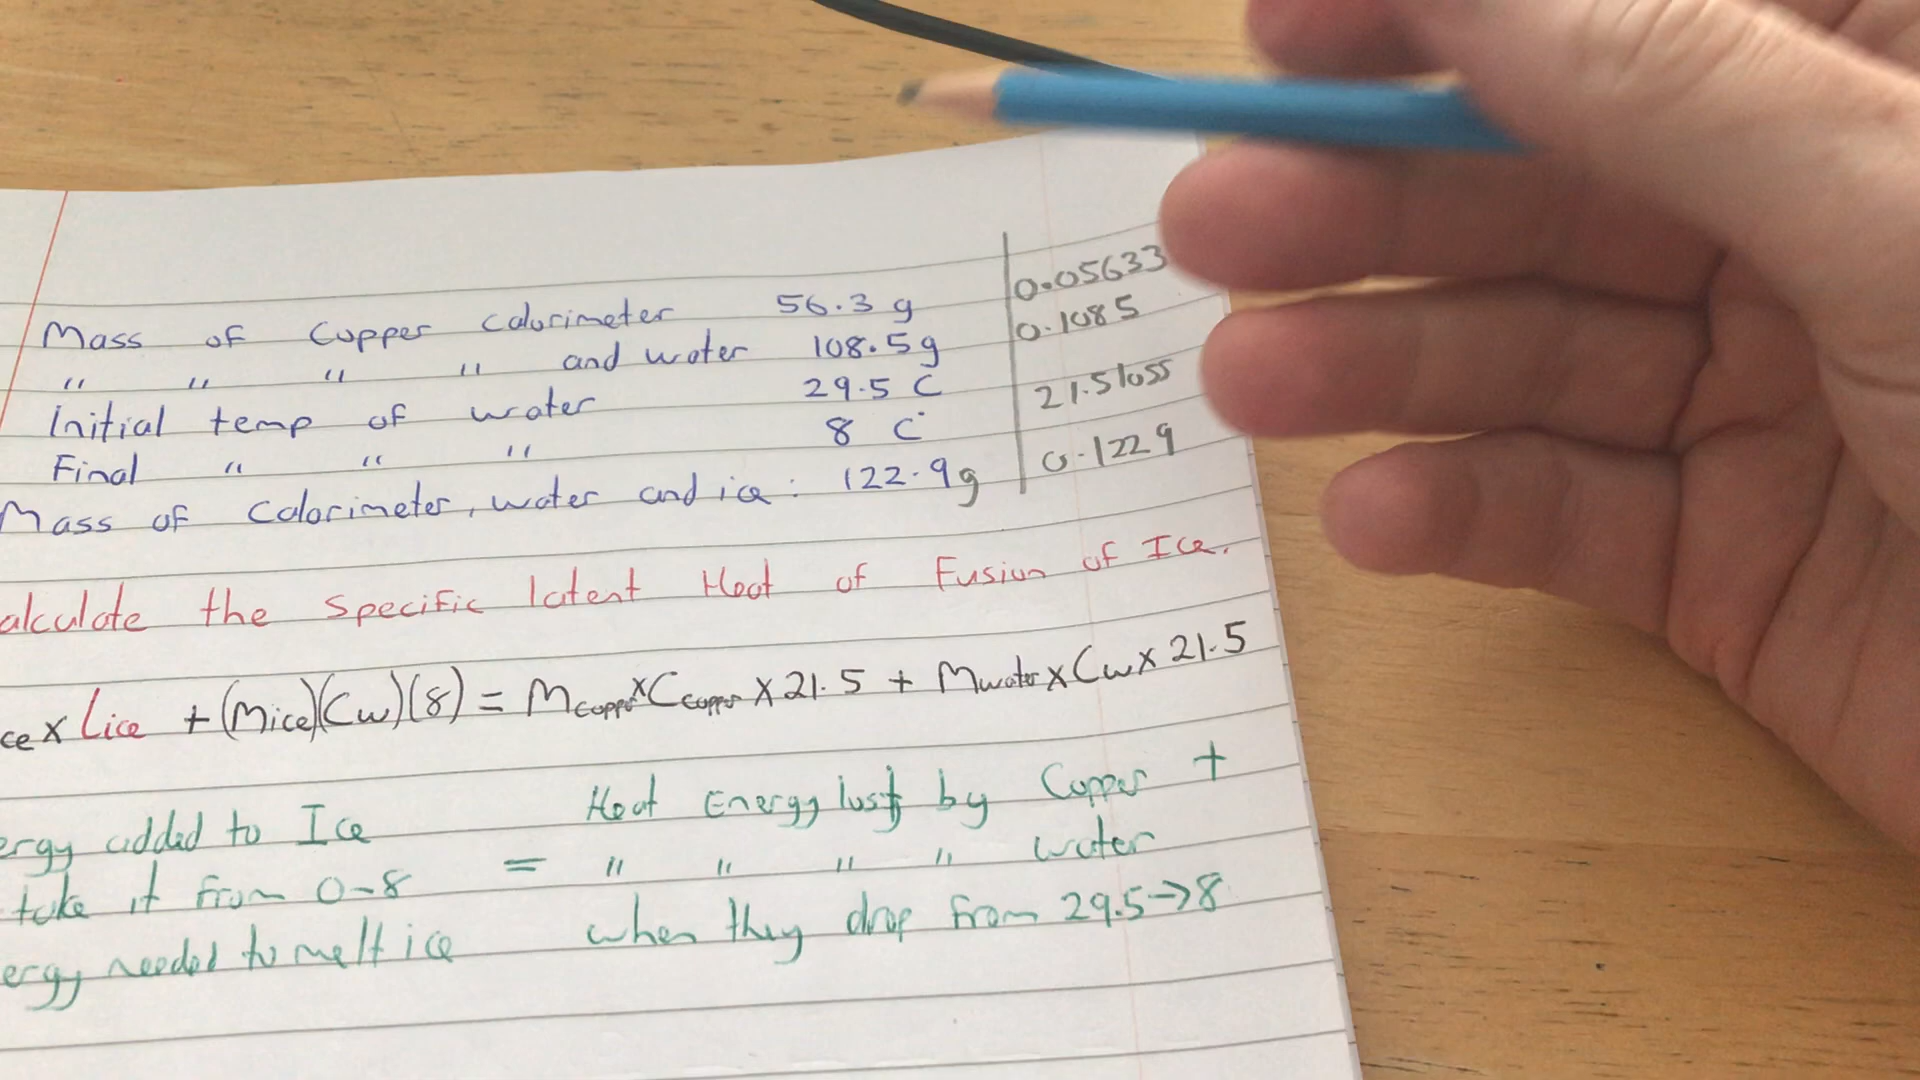 Mass of Copper Calorimeter 56.3 g 0.05633
" " " " and water 108.5g 0.1085
Initial temp of water 29.5 C 21.5 loss
Final " " " 8 C°
Mass of Calorimeter, water and ice : 122.9g 0.1229
alculate the Specific latent Heat of Fusion of Ice.
ce x Lice + (Mice)(Cw)(8) = Mcopper x Ccopper x 21.5 + Mwater x Cw x 21.5
ergy added to Ice = Heat Energy lost by Copper +
take it from 0-8 " " " " water
ergy needed to melt ice when they drop from 29.5→8